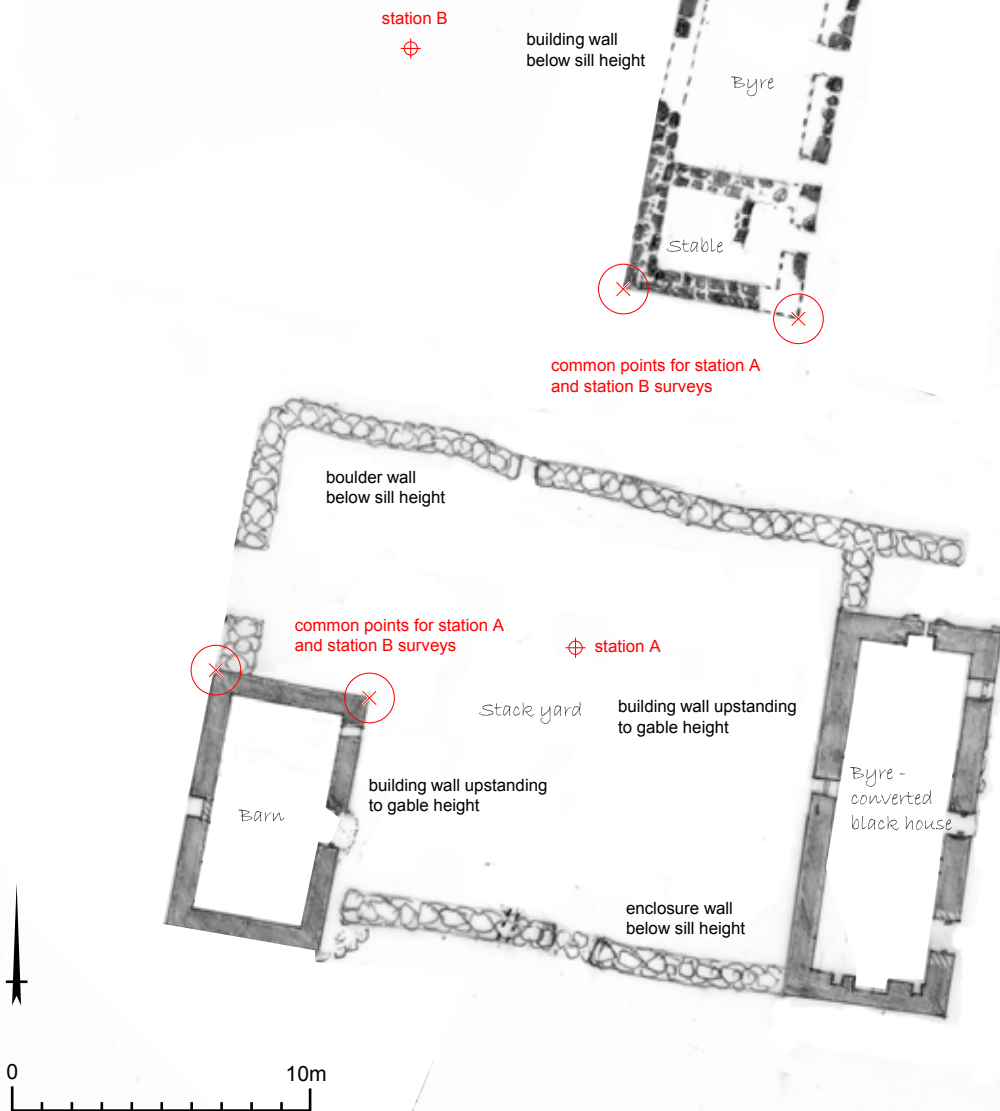 station B
building wall
below sill height
Byre
Stable
common points for station A
and station B surveys
boulder wall
below sill height
common points for station A
and station B surveys
station A
Stack yard
building wall upstanding
to gable height
building wall upstanding
to gable height
Byre -
converted
black house
Barn
enclosure wall
below sill height
0
10m